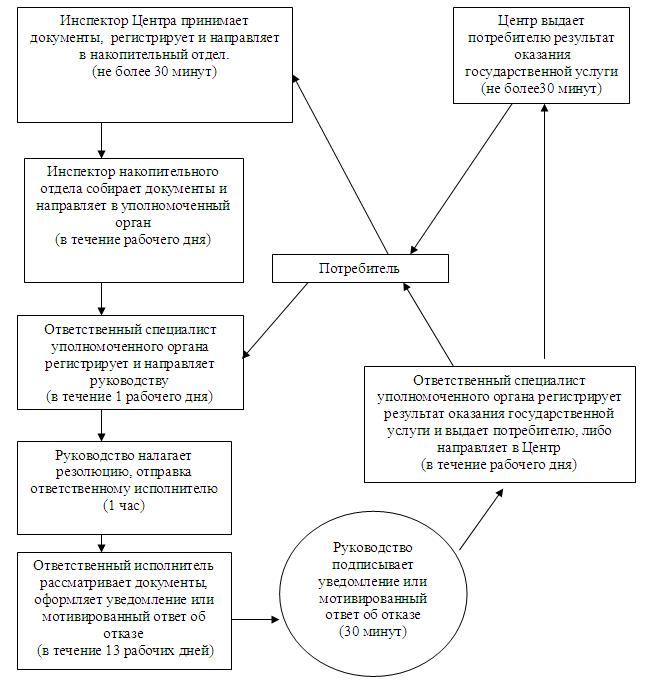 Инспектор Центра принимает
документы,  регистрирует и направляет
в накопительный отдел.
(не более 30 минут)
Центр выдает
потребителю результат
оказания
государственной услуги
(не более30 минут)
Инспектор накопительного
отдела собирает документы и
направляет в уполномоченный
орган
(в течение рабочего дня)
Потребитель
Ответственный специалист
уполномоченного органа
регистрирует и направляет
руководству
(в течение 1 рабочего дня)
Ответственный специалист
уполномоченного органа регистрирует
результат оказания государственной
услуги и выдает потребителю, либо
направляет в Центр
(в течение рабочего дня)
Руководство налагает
резолюцию, отправка
ответственному исполнителю
(1 час)
Ответственный исполнитель
рассматривает документы,
оформляет уведомление или
мотивированный ответ об
отказе
(в течение 13 рабочих дней)
Руководство
подписывает
уведомление или
мотивированный
ответ об отказе
(30 минут)